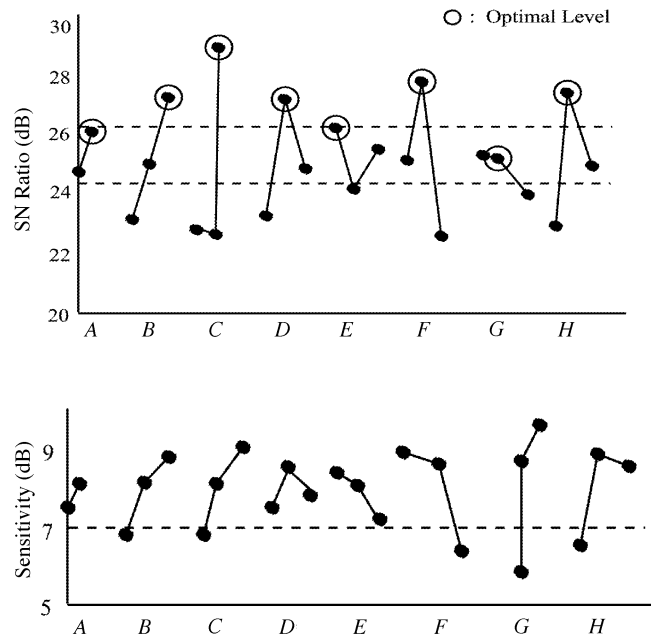 ○ : Optimal Level
SN Ratio (dB)
30
28
26
24
22
20
A B C D E F G H
Sensitivity (dB)
9
7
5
A B C D E F G H